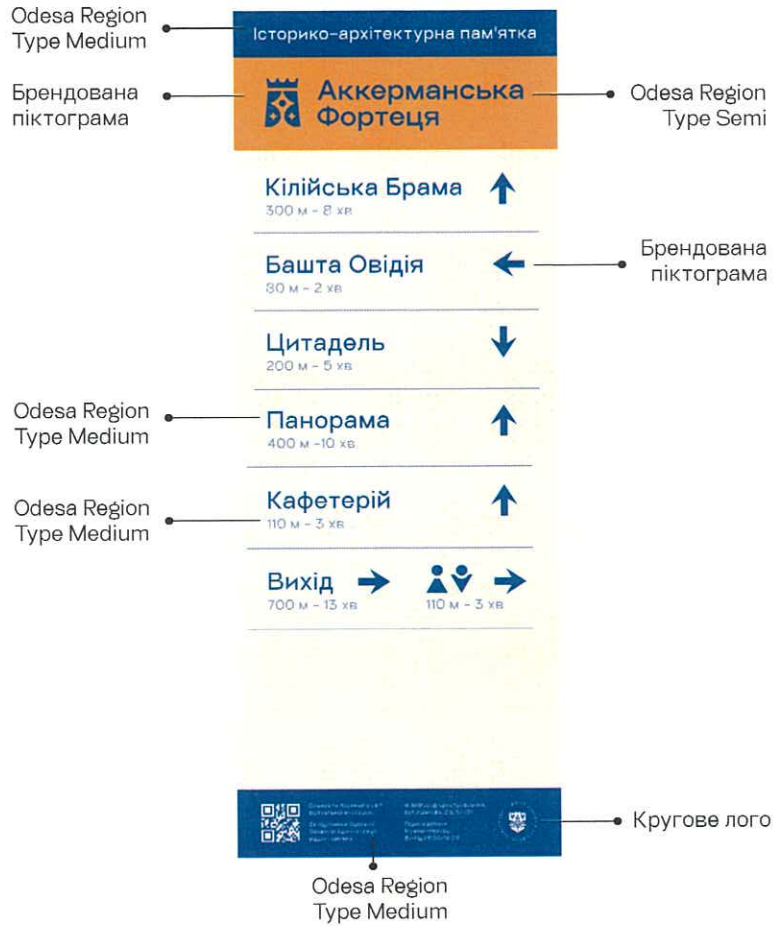 Odesa Region
Type Medium
Історико-архітектурна пам'ятка
Брендована
піктограма
Аккерманська
Фортеця
Odesa Region
Type Semi
Кілійська Брама
300 м - 8 хв
Башта Овідія
80 м - 2 хв
Брендована
піктограма
Цитадель
200 м - 5 хв
Odesa Region
Type Medium
Панорама
400 м -10 хв
Odesa Region
Type Medium
Кафетерій
110 м - 3 хв
Вихід
700 м - 13 хв
110 м - 3 хв
Кругове лого
Odesa Region
Type Medium